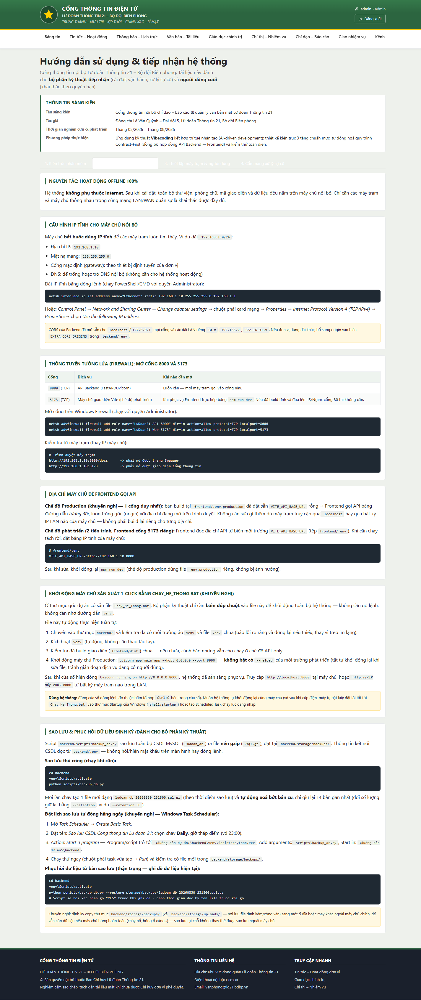 CỔNG THÔNG TIN ĐIỆN TỬ
LỮ ĐOÀN THÔNG TIN 21 – BỘ ĐỘI BIÊN PHÒNG
TRUNG THÀNH – MƯU TRÍ – KỊP THỜI – CHÍNH XÁC – BÍ MẬT
admin · admin
Đăng xuất
Bảng tin
Tin tức – Hoạt động
Thông báo – Lịch trực
Văn bản – Tài liệu
Giáo dục chính trị
Chỉ thị – Nhiệm vụ
Chỉ đạo – Báo cáo
Giao nhiệm vụ
Kênh
Hướng dẫn sử dụng & tiếp nhận hệ thống
Cổng thông tin nội bộ Lữ đoàn Thông tin 21 – Bộ đội Biên phòng. Tài liệu này dành
cho bộ phận kỹ thuật tiếp nhận (cài đặt, vận hành, xử lý sự cố) và người dùng cuối
(khai thác theo quyền hạn).
THÔNG TIN SÁNG KIẾN
Tên sáng kiến
Cổng thông tin nội bộ chỉ đạo – báo cáo & quản lý văn bản mật Lữ đoàn Thông tin 21
Tác giả
Đồng chí Lê Văn Quỳnh – Đại đội 5, Lữ đoàn Thông tin 21, Bộ đội Biên phòng
Thời gian nghiên cứu & phát triển
Tháng 05/2026 – Tháng 08/2026
Phương pháp thực hiện
Ứng dụng kỹ thuật Vibecoding kết hợp trí tuệ nhân tạo (AI-driven development): thiết kế kiến trúc 3 tầng chuẩn mực, tự động hoá quy trình
Contract-First (đồng bộ hợp đồng API Backend ↔ Frontend) và kiểm thử toàn diện.
1. Kiến trúc phần mềm
3. Thiết lập máy trạm & người dùng
4. Cẩm nang xử lý sự cố
NGUYÊN TẮC: HOẠT ĐỘNG OFFLINE 100%
Hệ thống không phụ thuộc Internet. Sau khi cài đặt, toàn bộ thư viện, phông chữ, mã giao diện và dữ liệu đều nằm trên máy chủ nội bộ. Chỉ cần các máy trạm
và máy chủ thông nhau trong cùng mạng LAN/WAN quân sự là khai thác được đầy đủ.
CẤU HÌNH IP TĨNH CHO MÁY CHỦ NỘI BỘ
Máy chủ bắt buộc dùng IP tĩnh để các máy trạm luôn tìm thấy. Ví dụ dải 192.168.1.0/24 :
• Địa chỉ IP: 192.168.1.10
• Mặt nạ mạng: 255.255.255.0
• Cổng mặc định (gateway): theo thiết bị định tuyến của đơn vị
• DNS: để trống hoặc trỏ DNS nội bộ (không cần cho hệ thống hoạt động)
Đặt IP tĩnh bằng dòng lệnh (chạy PowerShell/CMD với quyền Administrator):
netsh interface ip set address name="Ethernet" static 192.168.1.10 255.255.255.0 192.168.1.1
Hoặc: Control Panel → Network and Sharing Center → Change adapter settings → chuột phải card mạng → Properties → Internet Protocol Version 4 (TCP/IPv4) →
Properties→ chọn Use the following IP address.
CORS của Backend đã mở sẵn cho localhost / 127.0.0.1 mọi cổng và các dải LAN riêng 10.x , 192.168.x , 172.16–31.x . Nếu đơn vị dùng dải khác, bổ sung origin vào biến
EXTRA_CORS_ORIGINS trong backend/.env .
THÔNG TUYẾN TƯỜNG LỬA (FIREWALL): MỞ CỔNG 8000 VÀ 5173
Cổng
Dịch vụ
Khi nào cần mở
8000 (TCP)
API Backend (FastAPI/Uvicorn)
Luôn cần — mọi máy trạm gọi vào cổng này.
5173 (TCP)
Máy chủ giao diện Vite (chế độ phát triển)
Khi phục vụ Frontend trực tiếp bằng npm run dev . Nếu đã build tĩnh và đưa lên IIS/Nginx cổng 80 thì không cần.
Mở cổng trên Windows Firewall (chạy với quyền Administrator):
netsh advfirewall firewall add rule name="LuDoan21 API 8000" dir=in action=allow protocol=TCP localport=8000
netsh advfirewall firewall add rule name="LuDoan21 Web 5173" dir=in action=allow protocol=TCP localport=5173
Kiểm tra từ máy trạm (thay IP máy chủ):
# Trình duyệt máy trạm:
http://192.168.1.10:8000/docs -> phải mở được trang Swagger
http://192.168.1.10:5173 -> phải mở được giao diện Cổng thông tin
ĐỊA CHỈ MÁY CHỦ ĐỂ FRONTEND GỌI API
Chế độ Production (khuyến nghị — 1 cổng duy nhất): bản build tại frontend/.env.production đã đặt sẵn VITE_API_BASE_URL rỗng → Frontend gọi API bằng
đường dẫn tương đối, luôn trùng gốc (origin) với địa chỉ đang mở trên trình duyệt. Không cần sửa gì thêm dù máy trạm truy cập qua localhost hay qua bất kỳ
IP LAN nào của máy chủ — không phải build lại riêng cho từng địa chỉ.
Chế độ phát triển (2 tiến trình, Frontend cổng 5173 riêng): Frontend đọc địa chỉ API từ biến môi trường VITE_API_BASE_URL (tệp frontend/.env ). Khi cần chạy
tách rời, đặt bằng IP tĩnh của máy chủ:
# frontend/.env
VITE_API_BASE_URL=http://192.168.1.10:8000
Sau khi sửa, khởi động lại npm run dev (chế độ production dùng file .env.production riêng, không bị ảnh hưởng).
KHỞI ĐỘNG MÁY CHỦ SẢN XUẤT 1-CLICK BẰNG CHAY_HE_THONG.BAT (KHUYẾN NGHỊ)
Ở thư mục gốc dự án có sẵn file Chay_He_Thong.bat . Bộ phận kỹ thuật chỉ cần bấm đúp chuột vào file này để khởi động toàn bộ hệ thống — không cần gõ lệnh,
không cần nhớ đường dẫn venv .
File này tự động thực hiện tuần tự:
1. Chuyển vào thư mục backend/ và kiểm tra đã có môi trường ảo venv và file .env chưa (báo lỗi rõ ràng và dừng lại nếu thiếu, thay vì treo im lặng).
2. Kích hoạt venv (tự động, không cần thao tác tay).
3. Kiểm tra đã build giao diện ( frontend/dist ) chưa — nếu chưa, cảnh báo nhưng vẫn cho chạy ở chế độ API-only.
4. Khởi động máy chủ Production: uvicorn app.main:app --host 0.0.0.0 --port 8000 — không bật cờ --reload của môi trường phát triển (tắt tự khởi động lại khi
sửa file, tránh gián đoạn dịch vụ đang có người dùng).
Sau khi cửa sổ hiện dòng Uvicorn running on http://0.0.0.0:8000 , hệ thống đã sẵn sàng phục vụ. Truy cập http://localhost:8000 tại máy chủ, hoặc http://<IP
máy chủ>:8000 từ bất kỳ máy trạm nào trong LAN.
Dừng hệ thống: đóng cửa sổ dòng lệnh đó (hoặc bấm tổ hợp Ctrl+C bên trong cửa sổ). Muốn hệ thống tự khởi động lại cùng máy chủ (vd sau khi cúp điện, máy tự bật lại): đặt lối tắt tới
Chay_He_Thong.bat vào thư mục Startup của Windows ( shell:startup ) hoặc tạo Scheduled Task chạy lúc đăng nhập.
SAO LƯU & PHỤC HỒI DỮ LIỆU ĐỊNH KỲ (DÀNH CHO BỘ PHẬN KỸ THUẬT)
Script backend/scripts/backup_db.py sao lưu toàn bộ CSDL MySQL ( ludoan_db ) ra file nén gzip ( .sql.gz ), đặt tại backend/storage/backups/ . Thông tin kết nối
CSDL đọc từ backend/.env — không hỏi/hiện mật khẩu trên màn hình hay dòng lệnh.
Sao lưu thủ công (chạy khi cần):
cd backend
venv\Scripts\activate
python scripts\backup_db.py
Mỗi lần chạy tạo 1 file mới dạng ludoan_db_20260830_231800.sql.gz (theo thời điểm sao lưu) và tự động xoá bớt bản cũ, chỉ giữ lại 14 bản gần nhất (đổi số lượng
giữ lại bằng --retention , ví dụ --retention 30 ).
Đặt lịch sao lưu tự động hằng ngày (khuyến nghị — Windows Task Scheduler):
1. Mở Task Scheduler → Create Basic Task.
2. Đặt tên: Sao luu CSDL Cong thong tin Lu doan 21; chọn chạy Daily, giờ thấp điểm (vd 23:00).
3. Action: Start a program — Program/script trỏ tới <đường dẫn dự án>\backend\venv\Scripts\python.exe , Add arguments: scripts\backup_db.py , Start in: <đường dẫn
dự án>\backend .
4. Chạy thử ngay (chuột phải task vừa tạo → Run) và kiểm tra có file mới trong backend/storage/backups/ .
Phục hồi dữ liệu từ bản sao lưu (thận trọng — ghi đè dữ liệu hiện tại):
cd backend
venv\Scripts\activate
python scripts\backup_db.py --restore storage\backups\ludoan_db_20260830_231800.sql.gz
# Script se hoi xac nhan go "YES" truoc khi ghi de - danh thoi gian doc ky ten file truoc khi go
Khuyến nghị: định kỳ copy thư mục backend/storage/backups/ (và backend/storage/uploads/ — nơi lưu file đính kèm/công văn) sang một ổ đĩa hoặc máy khác ngoài máy chủ chính, để
vẫn còn dữ liệu nếu máy chủ hỏng hoàn toàn (cháy nổ, hỏng ổ cứng...) — sao lưu tại chỗ không thay thế được sao lưu ngoài máy chủ.
CỔNG THÔNG TIN ĐIỆN TỬ
LỮ ĐOÀN THÔNG TIN 21 – BỘ ĐỘI BIÊN PHÒNG
© Bản quyền nội bộ thuộc Ban Chỉ huy Lữ đoàn Thông tin 21.
Nghiêm cấm sao chép, trích dẫn tài liệu mật khi chưa được Chỉ huy đơn vị phê duyệt.
THÔNG TIN LIÊN HỆ
Địa chỉ: Khu vực đóng quân Lữ đoàn Thông tin 21
Điện thoại nội bộ: xxx-xxx
Email: vanphong@ld21.bdbp.vn
TRUY CẬP NHANH
Tin tức – Hoạt động đơn vị
Giáo dục chính trị
Chỉ thị – Nhiệm vụ